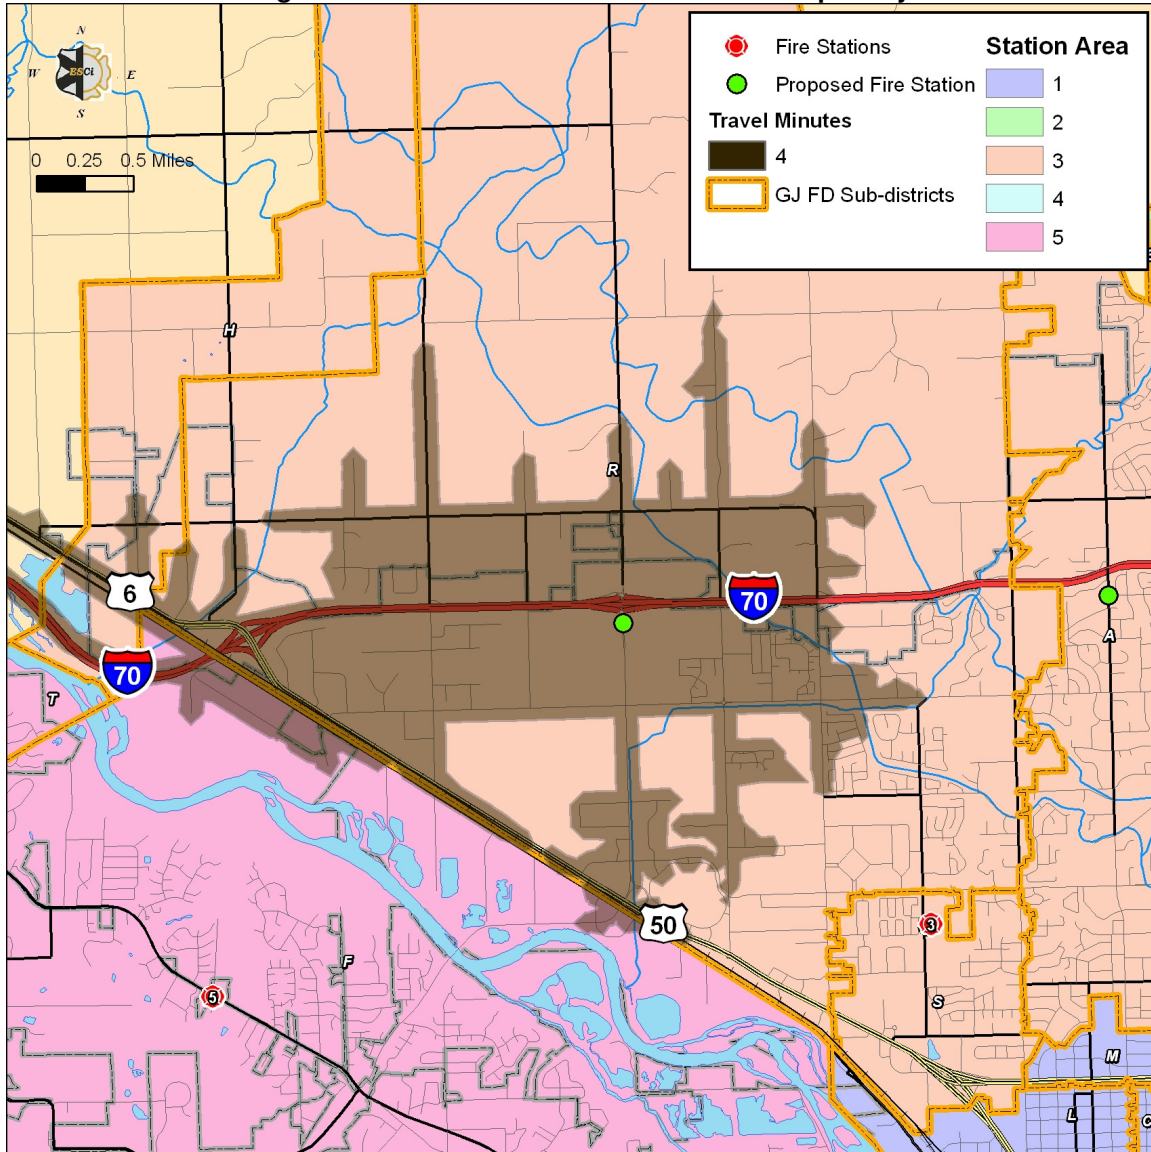 N
W
ESCi
E
S
0 0.25 0.5 Miles
Fire Stations
Proposed Fire Station
Travel Minutes
4
GJ FD Sub-districts
Station Area
1
2
3
4
5
H
R
6
70
70
A
T
50
3
F
5
S
M
L